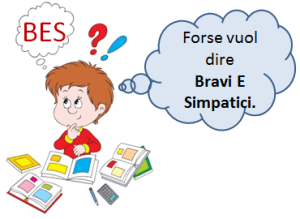 BES
??
Forse vuol
dire
Bravi E
Simpatici.